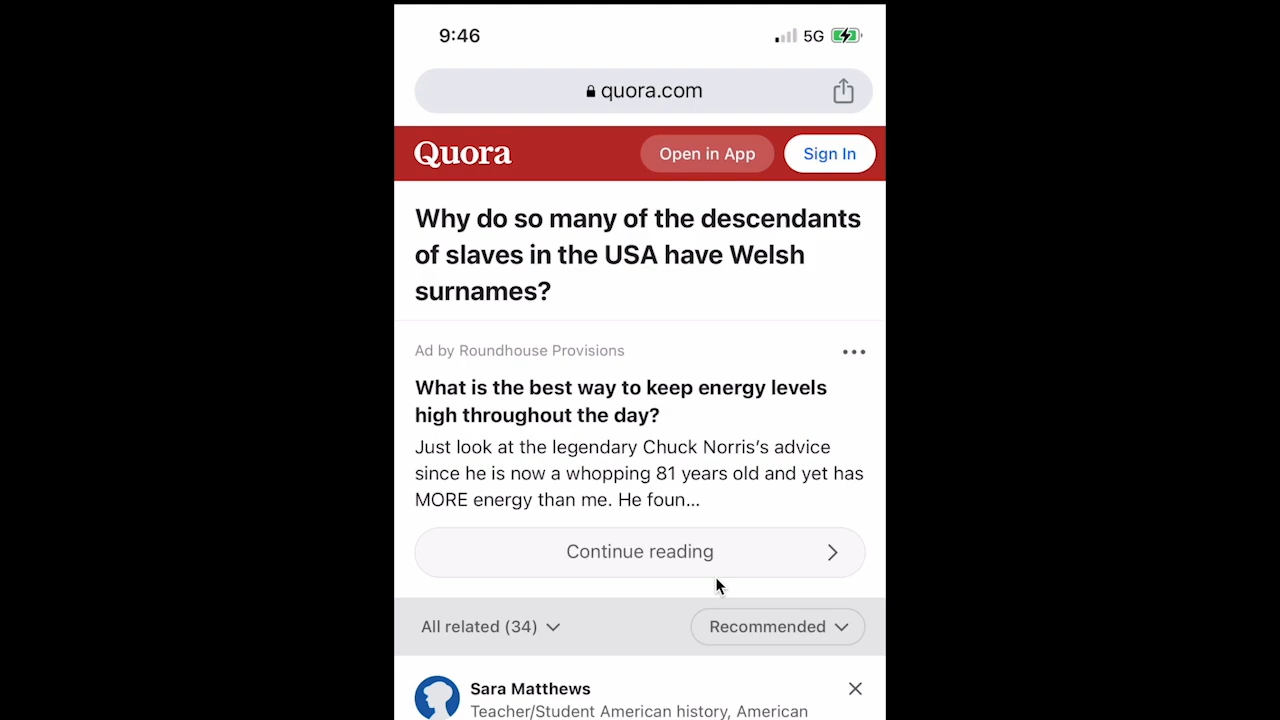 9:46
5G
quora.com
Quora
Open in App
Sign In
Why do so many of the descendants
of slaves in the USA have Welsh
surnames?
Ad by Roundhouse Provisions
What is the best way to keep energy levels
high throughout the day?
Just look at the legendary Chuck Norris’s advice
since he is now a whopping 81 years old and yet has
MORE energy than me. He foun...
Continue reading
All related (34)
Recommended
Sara Matthews
Teacher/Student American history, American